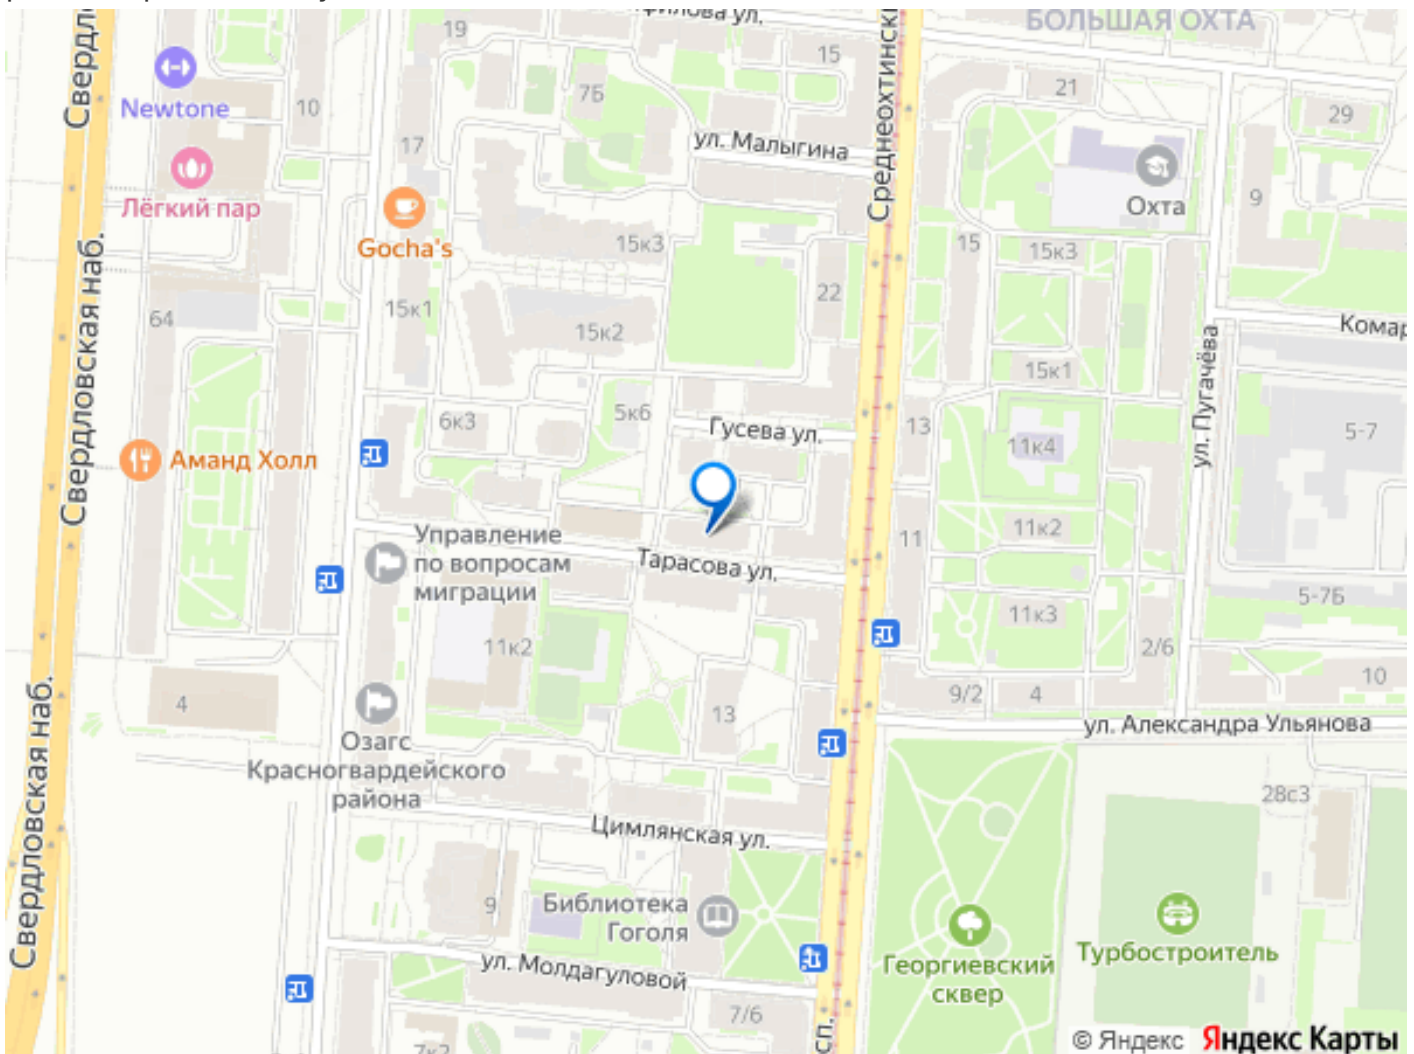 Свердловская наб.
Свердловская наб.
БОЛЬШАЯ ОХТА
19
15
21
Newtone
10
7Б
29
17
ул. Малыгина
Охта
Лёгкий пар
9
Gocha's
15к3
15
15к3
22
15к1
64
15к2
Комар
15к1
ул. Пугачёва
6к3
5к6
Гусева ул.
13
5-7
11к4
Аманд Холл
Управление
по вопросам
миграции
11к2
11
Тарасова ул.
5-7Б
11к3
11к2
2/6
4
13
9/2
4
10
ул. Александра Ульянова
Озагс
Красногвардейского
района
28с3
Цимлянская ул.
9
Библиотека
Гоголя
Георгиевский
сквер
Турбостроитель
ул. Молдагуловой
7/6
7к2
сп.
© Яндекс Яндекс Карты